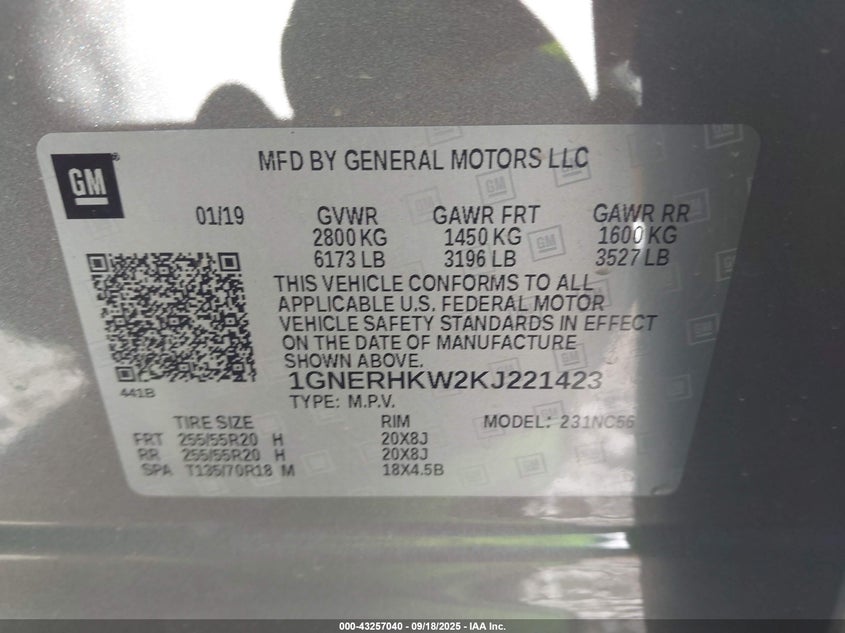 GM
MFD BY GENERAL MOTORS LLC
01/19 GVWR GAWR FRT GAWR RR
2800 KG 1450 KG 1600 KG
6173 LB 3196 LB 3527 LB
THIS VEHICLE CONFORMS TO ALL
APPLICABLE U.S. FEDERAL MOTOR
VEHICLE SAFETY STANDARDS IN EFFECT
ON THE DATE OF MANUFACTURE
SHOWN ABOVE.
1GNERHKW2KJ221423
441B TYPE: M.P.V.
TIRE SIZE RIM MODEL: 231NC56
FRT 255/55R20 H 20X8J
RR 255/55R20 H 20X8J
SPA T135/70R18 M 18X4.5B
000-43257040 - 09/18/2025 - IAA Inc.